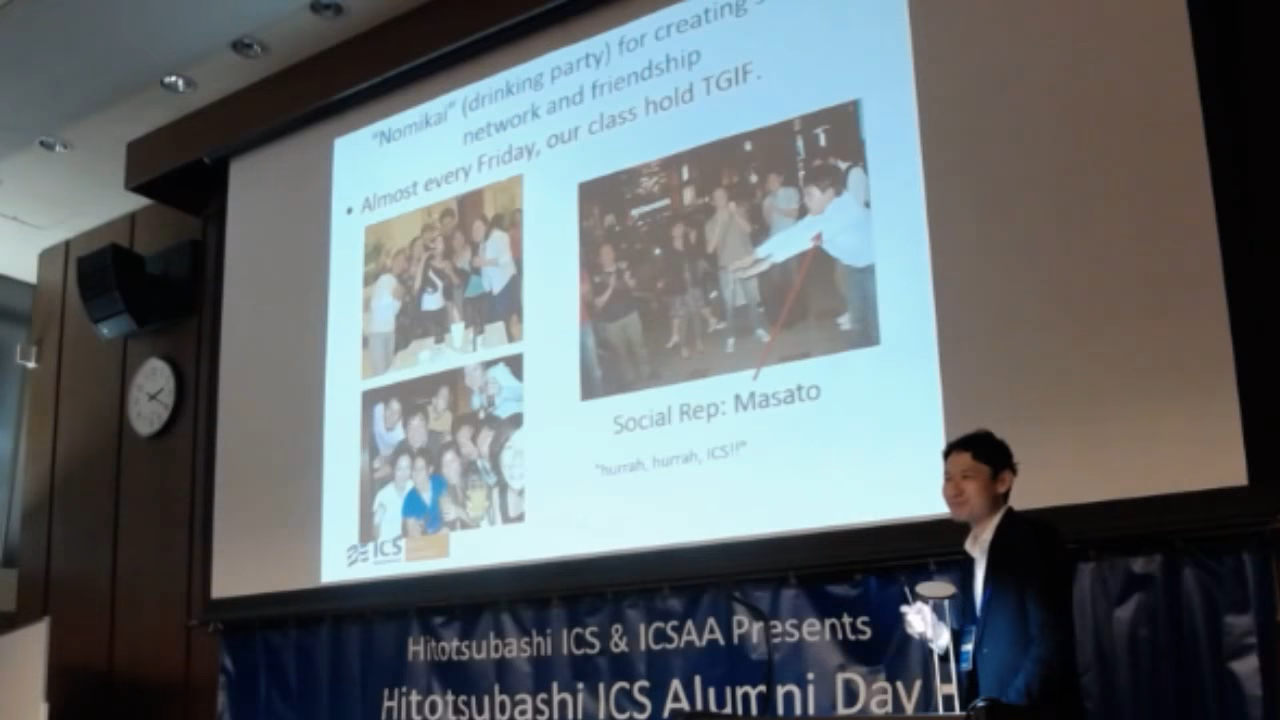 "Nomikai" (drinking party) for creating
network and friendship
• Almost every Friday, our class hold TGIF.
Social Rep: Masato
"hurrah, hurrah, ICS!!"
ICS
Hitotsubashi ICS & ICSAA Presents
Hitotsubashi ICS Alumni Day